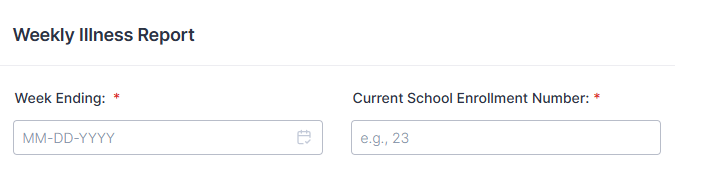 Weekly Illness Report
Week Ending: *
Current School Enrollment Number: *
MM-DD-YYYY
e.g., 23